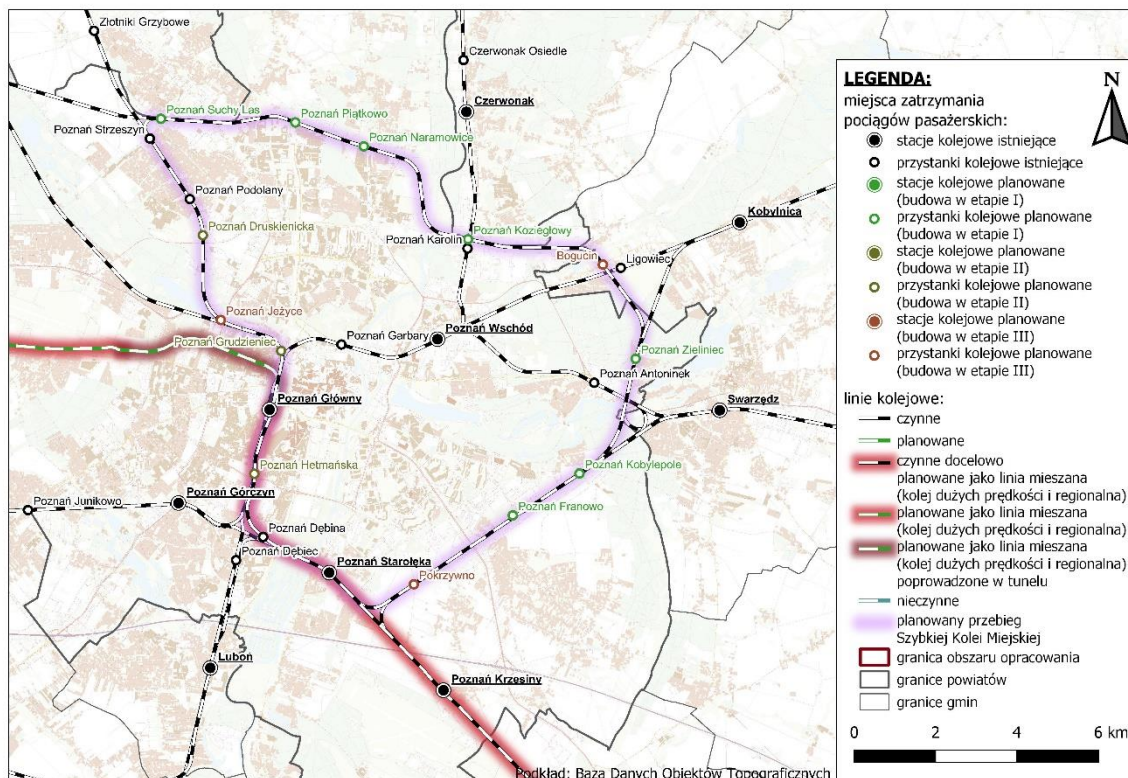 Złotniki Grzybowe
Czerwonak Osiedle
Poznań Suchy Las
Poznań Piątkowo
Czerwonak
Poznań Strzeszyn
Poznań Naramowice
Poznań Podolany
Kobylnica
Poznań Druskienicka
Poznań Koziegłowy
Poznań Karolin
Bogucin
Ligowiec
Poznań Jeżyce
Poznań Wschód
Poznań Garbary
Poznań Grudzieniec
Poznań Zieliniec
Poznań Antoninek
Poznań Główny
Swarzędz
Poznań Hetmańska
Poznań Kobylepole
Poznań Junikowo
Poznań Górczyn
Poznań Franowo
Poznań Dębina
Poznań Dębiec
Poznań Starołęka
Pokrzywno
Luboń
Poznań Krzesiny
Podkład: Baza Danych Obiektów Topograficznych
LEGENDA:
N
miejsca zatrzymania
pociągów pasażerskich:
stacje kolejowe istniejące
przystanki kolejowe istniejące
stacje kolejowe planowane
(budowa w etapie I)
przystanki kolejowe planowane
(budowa w etapie I)
stacje kolejowe planowane
(budowa w etapie II)
przystanki kolejowe planowane
(budowa w etapie II)
stacje kolejowe planowane
(budowa w etapie III)
przystanki kolejowe planowane
(budowa w etapie III)
linie kolejowe:
czynne
planowane
czynne docelowo
planowane jako linia mieszana
(kolej dużych prędkości i regionalna)
planowane jako linia mieszana
(kolej dużych prędkości i regionalna)
planowane jako linia mieszana
(kolej dużych prędkości i regionalna)
poprowadzone w tunelu
nieczynne
planowany przebieg
Szybkiej Kolei Miejskiej
granica obszaru opracowania
granice powiatów
granice gmin
0 2 4 6 km